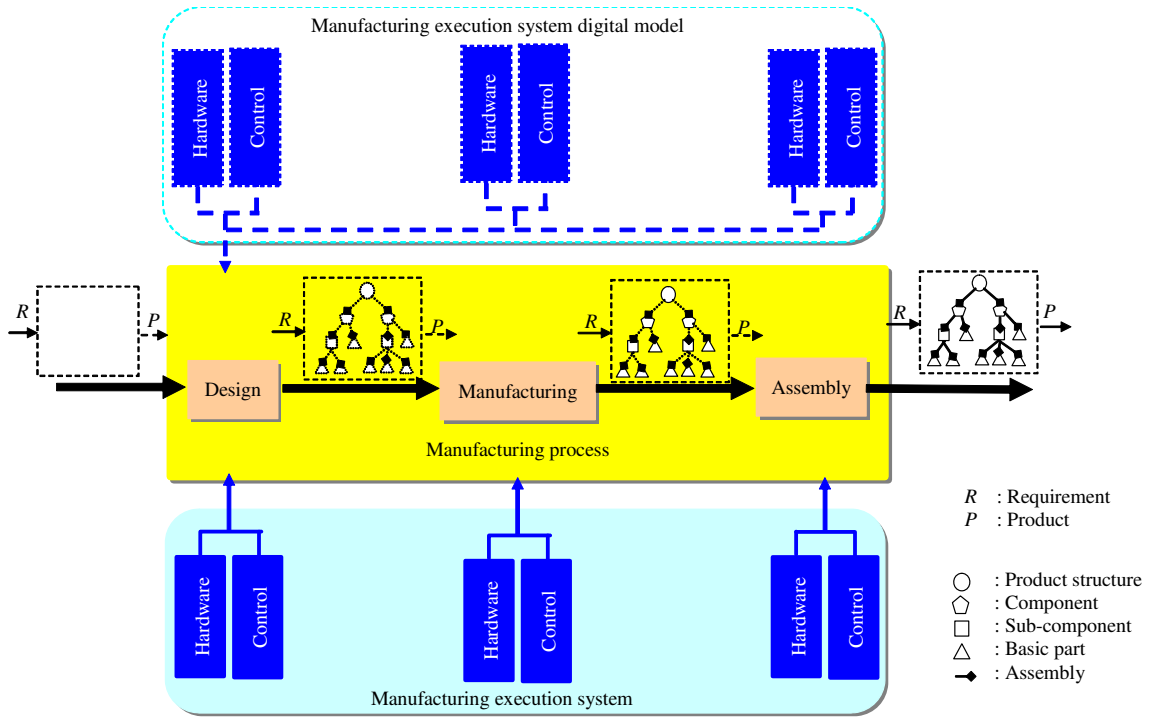 Manufacturing execution system digital model
Hardware
Control
Hardware
Control
Hardware
Control
R
P
R
P
R
P
R
P
Design
Manufacturing
Assembly
Manufacturing process
Hardware
Control
Hardware
Control
Hardware
Control
Manufacturing execution system
R : Requirement
P : Product
: Product structure
: Component
: Sub-component
: Basic part
: Assembly